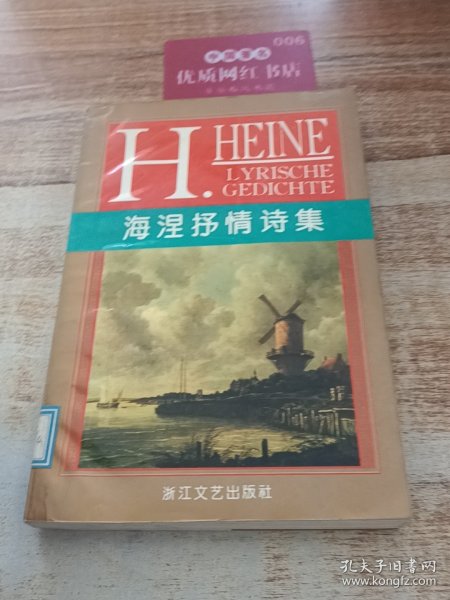 006
优质网红书店
H. HEINE
LYRISCHE
GEDICHTE
海涅抒情诗集
浙江文艺出版社
孔夫子旧书网
www.kongfz.com